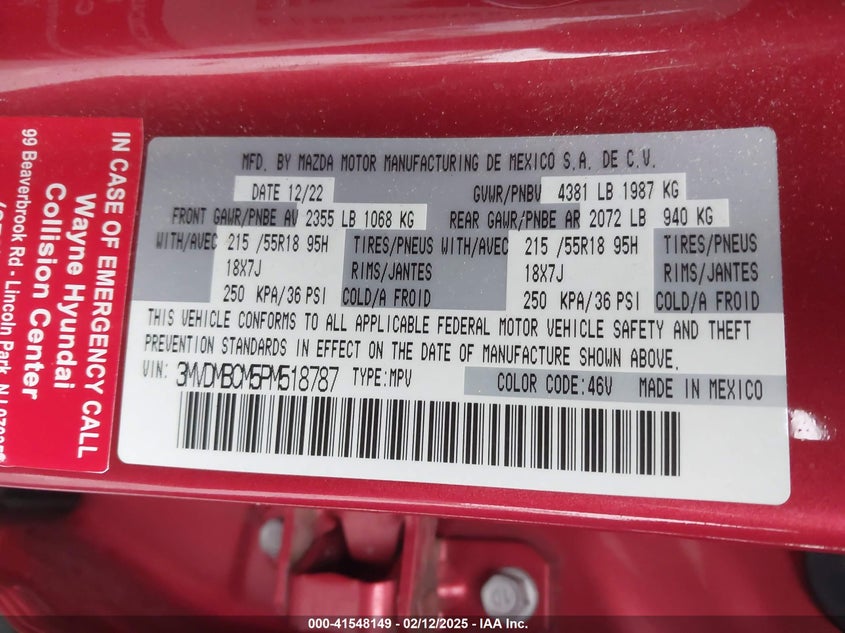 MFD. BY MAZDA MOTOR MANUFACTURING DE MEXICO S.A. DE C.V.
DATE 12/22 GVWR/PNBV 4381 LB 1987 KG
FRONT GAWR/PNBE AV 2355 LB 1068 KG REAR GAWR/PNBE AR 2072 LB 940 KG
WITH/AVEC 215 /55R18 95H TIRES/PNEUS WITH/AVEC 215 /55R18 95H TIRES/PNEUS
18X7J RIMS/JANTES 18X7J RIMS/JANTES
250 KPA/36 PSI COLD/A FROID 250 KPA/36 PSI COLD/A FROID
THIS VEHICLE CONFORMS TO ALL APPLICABLE FEDERAL MOTOR VEHICLE SAFETY AND THEFT
PREVENTION STANDARDS IN EFFECT ON THE DATE OF MANUFACTURE SHOWN ABOVE.
VIN: 3MVDMBCM5PM518787 TYPE:MPV COLOR CODE:46V MADE IN MEXICO
IN CASE OF EMERGENCY CALL
Wayne Hyundai
Collision Center
99 Beaverbrook Rd - Lincoln Park, NJ
000-41548149 - 02/12/2025 - IAA Inc.